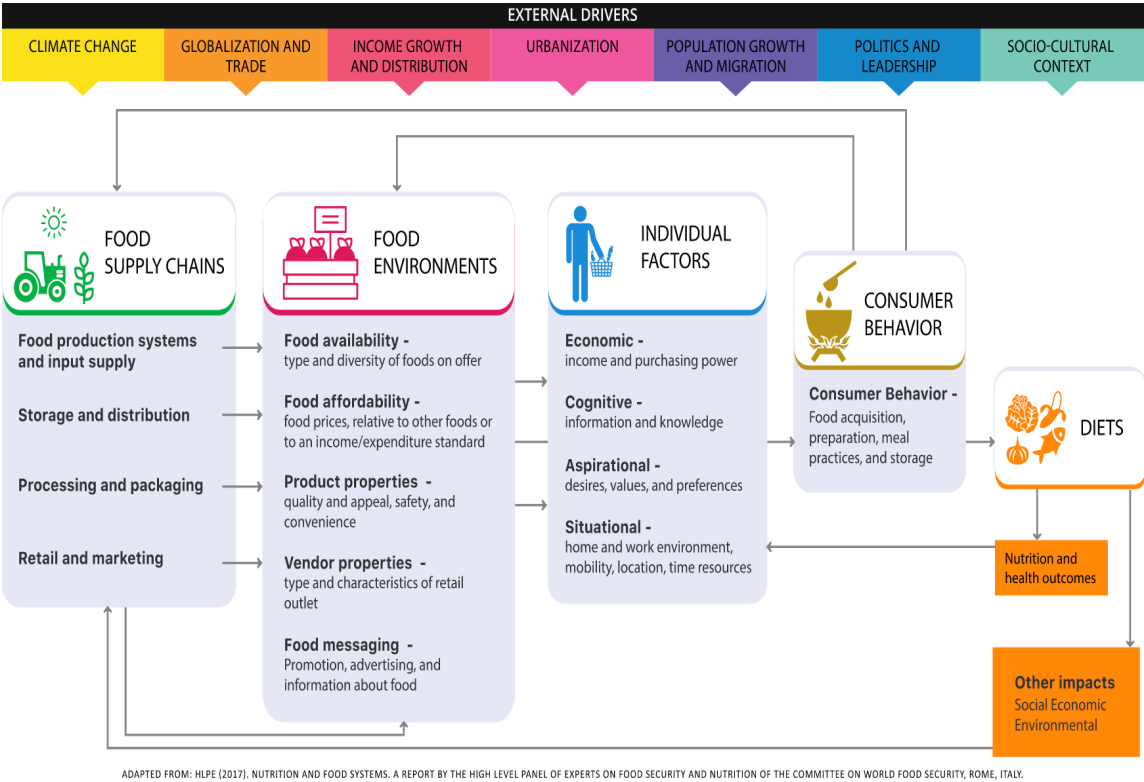 EXTERNAL DRIVERS
CLIMATE CHANGE
GLOBALIZATION AND
TRADE
INCOME GROWTH
AND DISTRIBUTION
URBANIZATION
POPULATION GROWTH
AND MIGRATION
POLITICS AND
LEADERSHIP
SOCIO-CULTURAL
CONTEXT
FOOD
SUPPLY CHAINS
Food production systems
and input supply
Storage and distribution
Processing and packaging
Retail and marketing
FOOD
ENVIRONMENTS
Food availability -
type and diversity of foods on offer
Food affordability -
food prices, relative to other foods or
to an income/expenditure standard
Product properties -
quality and appeal, safety, and
convenience
Vendor properties -
type and characteristics of retail
outlet
Food messaging -
Promotion, advertising, and
information about food
INDIVIDUAL
FACTORS
Economic -
income and purchasing power
Cognitive -
information and knowledge
Aspirational -
desires, values, and preferences
Situational -
home and work environment,
mobility, location, time resources
CONSUMER
BEHAVIOR
Consumer Behavior -
Food acquisition,
preparation, meal
practices, and storage
DIETS
Nutrition and
health outcomes
Other impacts
Social Economic
Environmental
ADAPTED FROM: HLPE (2017). NUTRITION AND FOOD SYSTEMS. A REPORT BY THE HIGH LEVEL PANEL OF EXPERTS ON FOOD SECURITY AND NUTRITION OF THE COMMITTEE ON WORLD FOOD SECURITY, ROME, ITALY.